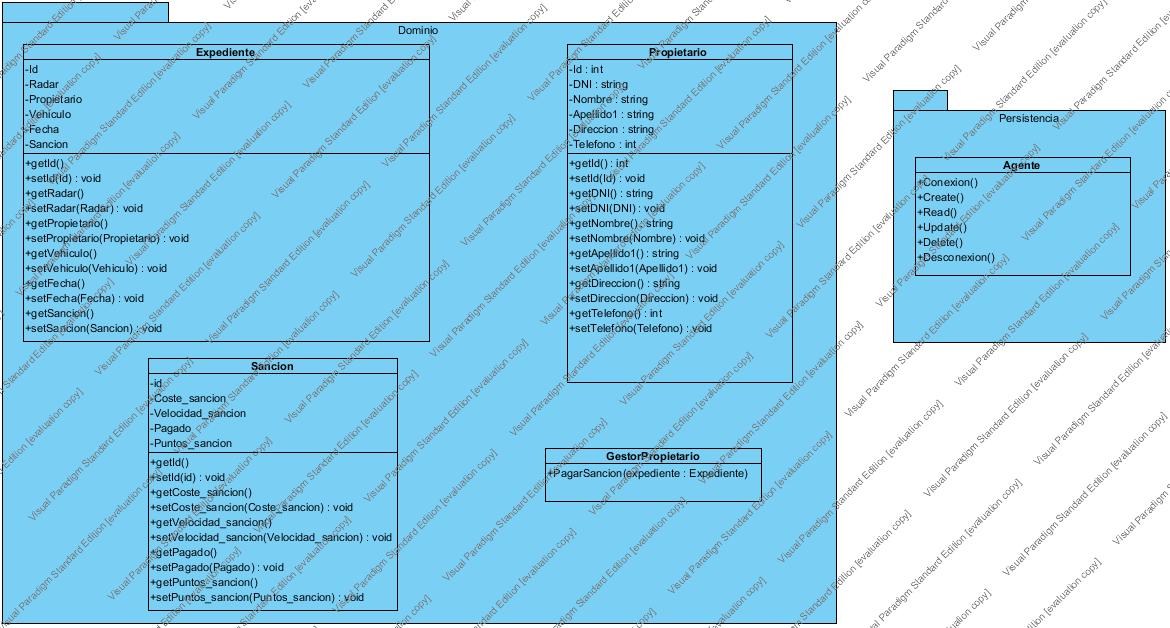 Dominio
Expediente
-Id
-Radar
-Propietario
-Vehiculo
-Fecha
-Sancion
+getId()
+setId(Id) : void
+getRadar()
+setRadar(Radar) : void
+getPropietario()
+setPropietario(Propietario) : void
+getVehiculo()
+setVehiculo(Vehiculo) : void
+getFecha()
+setFecha(Fecha) : void
+getSancion()
+setSancion(Sancion) : void
Propietario
-Id : int
-DNI : string
-Nombre : string
-Apellido1 : string
-Direccion : string
-Telefono : int
+getId() : int
+setId(Id) : void
+getDNI() : string
+setDNI(DNI) : void
+getNombre() : string
+setNombre(Nombre) : void
+getApellido1() : string
+setApellido1(Apellido1) : void
+getDireccion() : string
+setDireccion(Direccion) : void
+getTelefono() : int
+setTelefono(Telefono) : void
Sancion
-id
-Coste_sancion
-Velocidad_sancion
-Pagado
-Puntos_sancion
+getId()
+setId(id) : void
+getCoste_sancion()
+setCoste_sancion(Coste_sancion) : void
+getVelocidad_sancion()
+setVelocidad_sancion(Velocidad_sancion) : void
+getPagado()
+setPagado(Pagado) : void
+getPuntos_sancion()
+setPuntos_sancion(Puntos_sancion) : void
GestorPropietario
+PagarSancion(expediente : Expediente)
Persistencia
Agente
+Conexion()
+Create()
+Read()
+Update()
+Delete()
+Desconexion()
Visual Paradigm Standard Edition [evaluation copy]